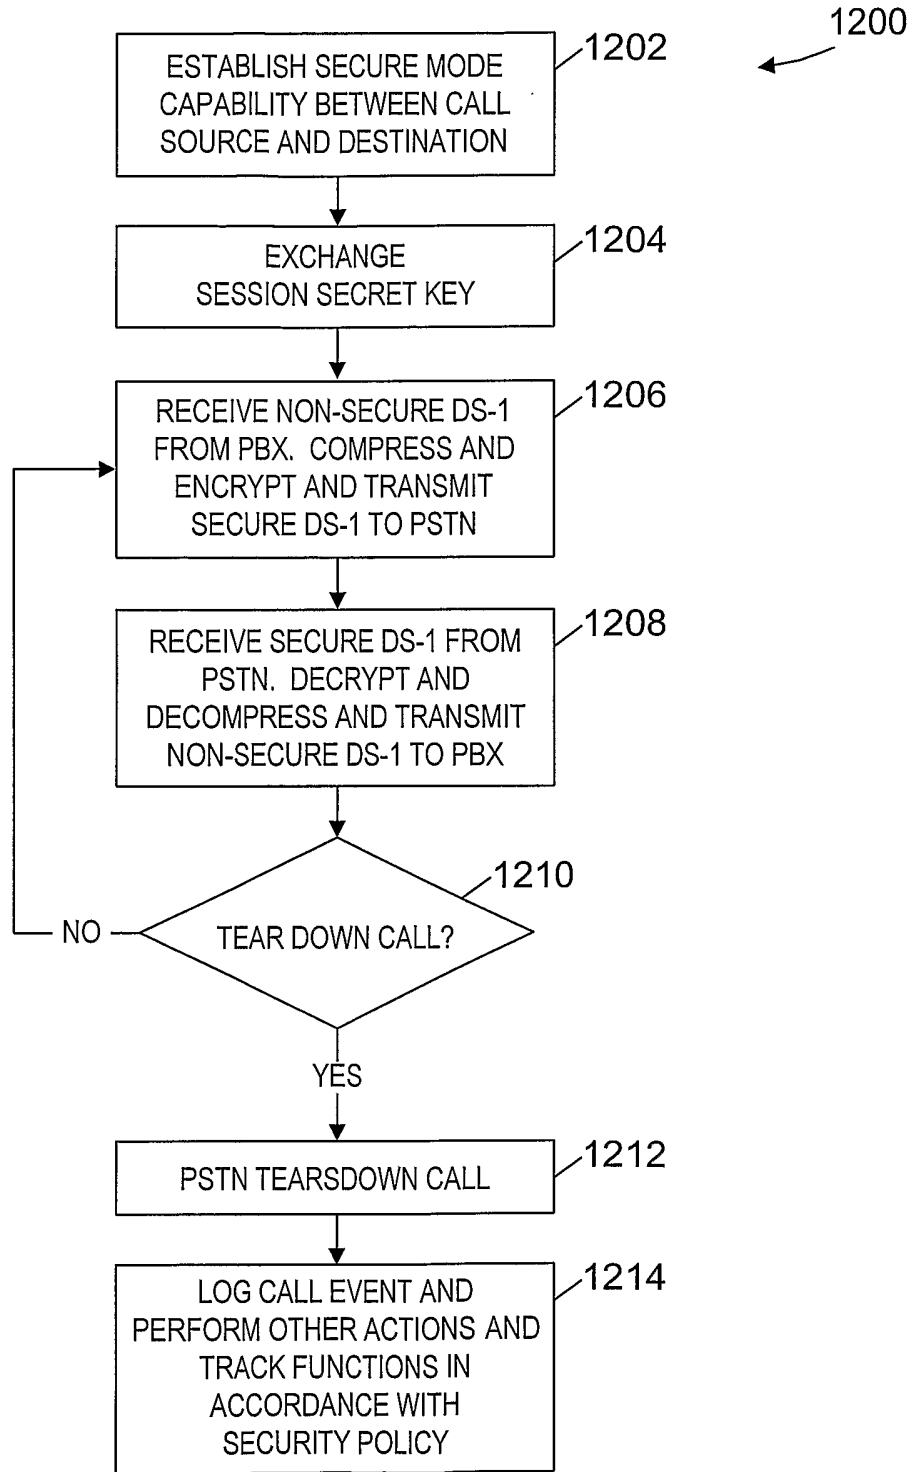 1200
1202
ESTABLISH SECURE MODE
CAPABILITY BETWEEN CALL
SOURCE AND DESTINATION
1204
EXCHANGE
SESSION SECRET KEY
1206
RECEIVE NON-SECURE DS-1
FROM PBX. COMPRESS AND
ENCRYPT AND TRANSMIT
SECURE DS-1 TO PSTN
1208
RECEIVE SECURE DS-1 FROM
PSTN. DECRYPT AND
DECOMPRESS AND TRANSMIT
NON-SECURE DS-1 TO PBX
1210
TEAR DOWN CALL?
NO
YES
1212
PSTN TEARSDOWN CALL
1214
LOG CALL EVENT AND
PERFORM OTHER ACTIONS AND
TRACK FUNCTIONS IN
ACCORDANCE WITH
SECURITY POLICY